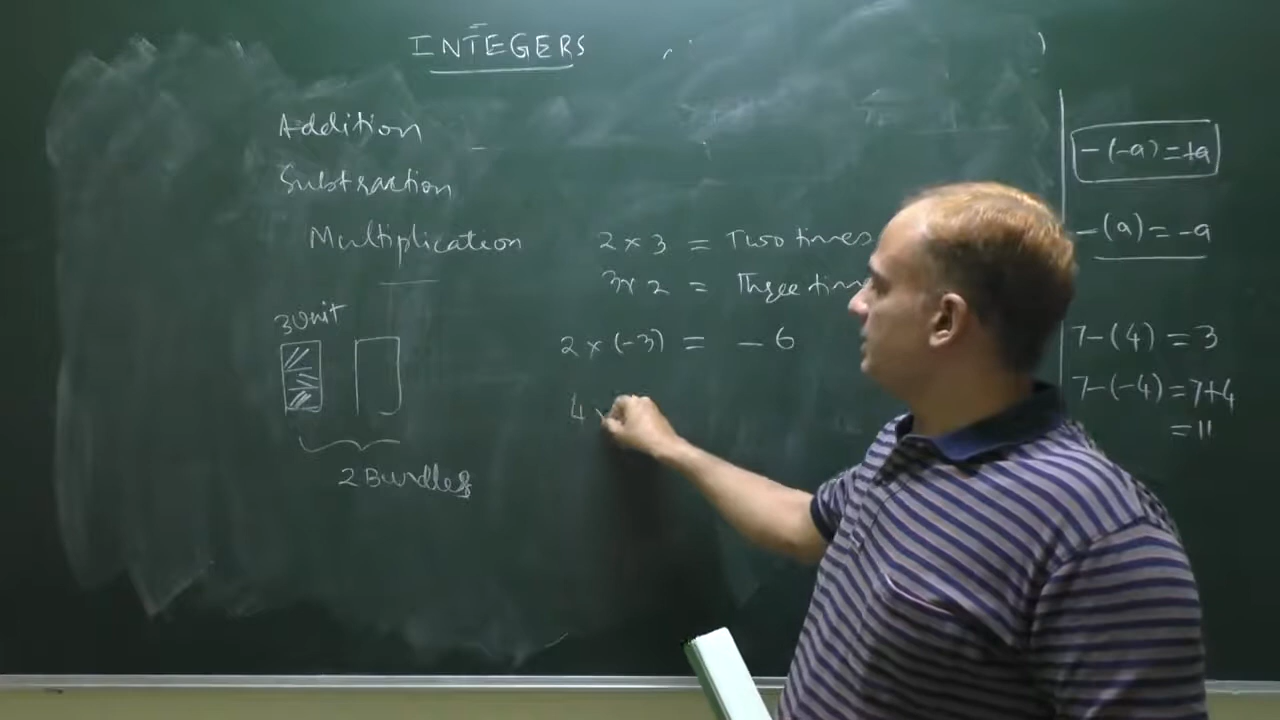 INTEGERS
Addition
Subtraction
Multiplication
2 × 3 = Two times
3 × 2 = Three tim
2 × (-3) = - 6
4 ×
3 Unit
2 Bundles
-(-a) = +a
-(a) = -a
7-(4) = 3
7-(-4) = 7+4
= 11